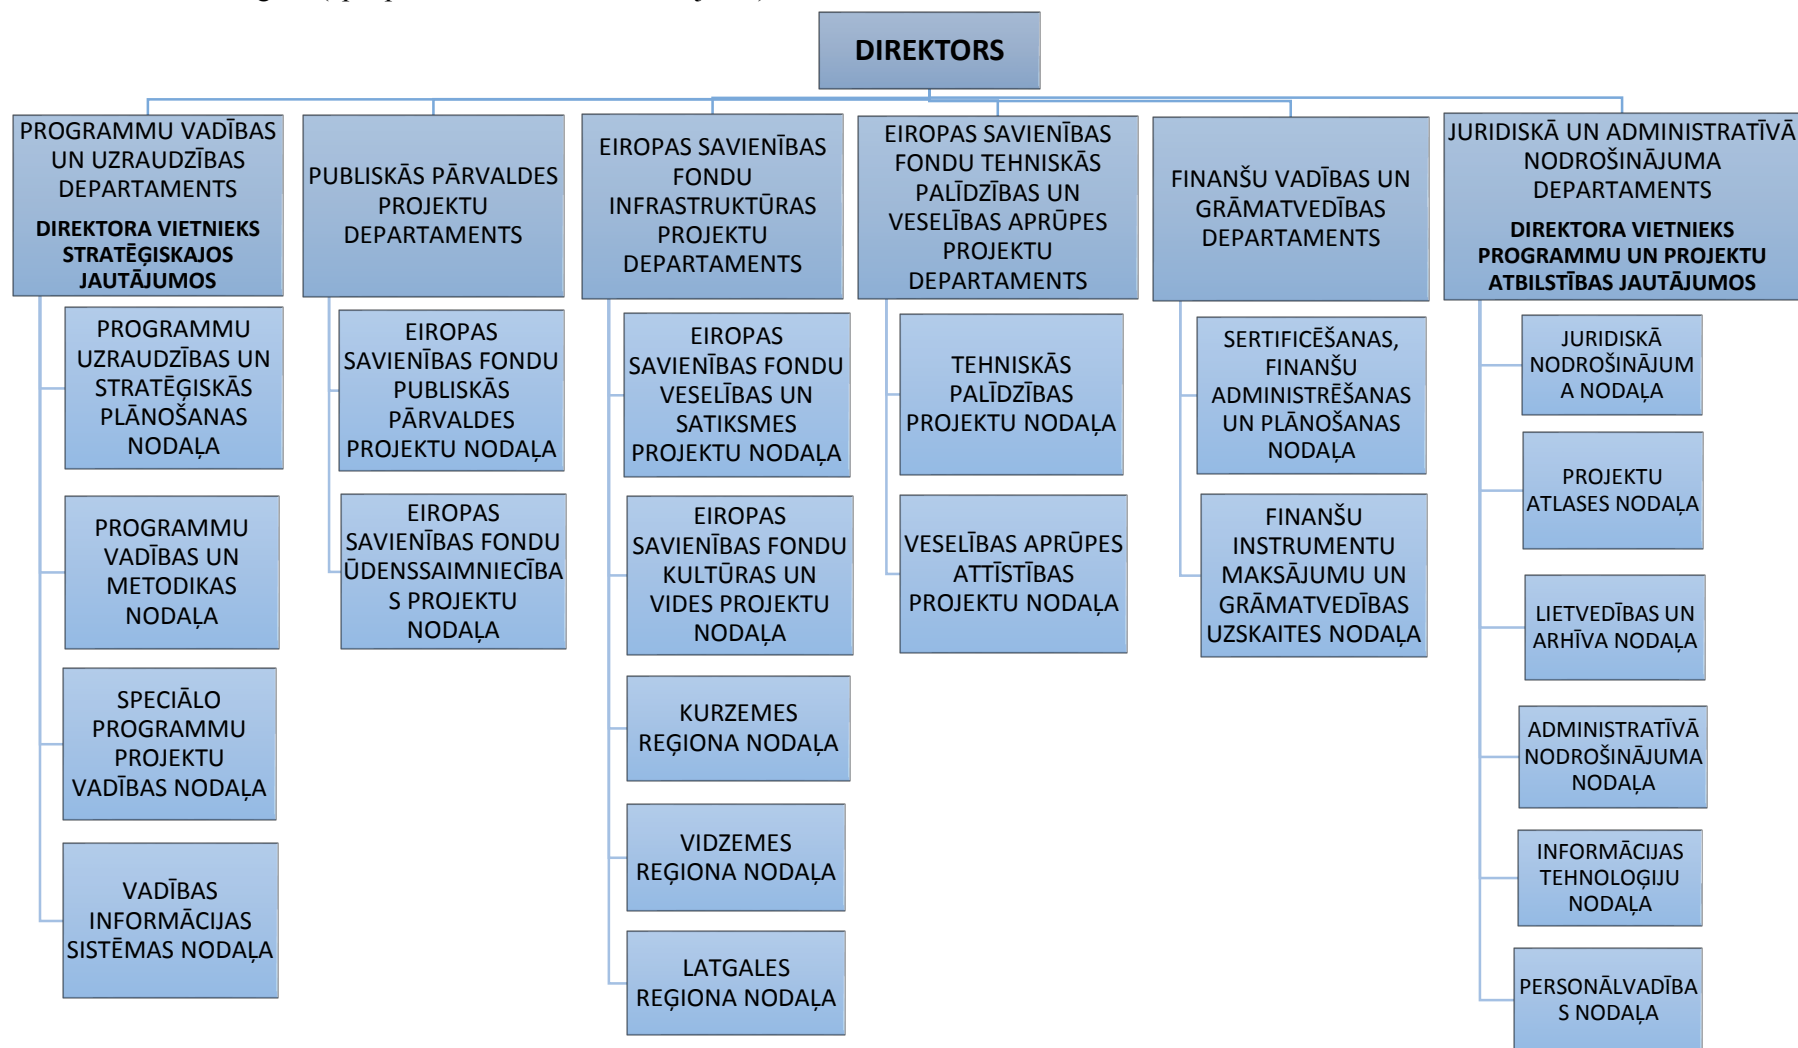 DIREKTORS
PROGRAMMU VADĪBAS
UN UZRAUDZĪBAS
DEPARTAMENTS
DIREKTORA VIETNIEKS
STRATĒĢISKAJOS
JAUTĀJUMOS
PROGRAMMU
UZRAUDZĪBAS UN
STRATĒĢISKĀS
PLĀNOŠANAS
NODAĻA
PROGRAMMU
VADĪBAS UN
METODIKAS
NODAĻA
SPECIĀLO
PROGRAMMU
PROJEKTU
VADĪBAS NODAĻA
VADĪBAS
INFORMĀCIJAS
SISTĒMAS NODAĻA
PUBLISKĀS PĀRVALDES
PROJEKTU
DEPARTAMENTS
EIROPAS
SAVIENĪBAS FONDU
PUBLISKĀS
PĀRVALDES
PROJEKTU NODAĻA
EIROPAS
SAVIENĪBAS FONDU
ŪDENSSAIMNIECĪBA
S PROJEKTU
NODAĻA
EIROPAS SAVIENĪBAS
FONDU
INFRASTRUKTŪRAS
PROJEKTU
DEPARTAMENTS
EIROPAS
SAVIENĪBAS FONDU
VESELĪBAS UN
SATIKSMES
PROJEKTU NODAĻA
EIROPAS
SAVIENĪBAS FONDU
KULTŪRAS UN
VIDES PROJEKTU
NODAĻA
KURZEMES
REĢIONA NODAĻA
VIDZEMES
REĢIONA NODAĻA
LATGALES
REĢIONA NODAĻA
EIROPAS SAVIENĪBAS
FONDU TEHNISKĀS
PALĪDZĪBAS UN
VESELĪBAS APRŪPES
PROJEKTU
DEPARTAMENTS
TEHNISKĀS
PALĪDZĪBAS
PROJEKTU NODAĻA
VESELĪBAS APRŪPES
ATTĪSTĪBAS
PROJEKTU NODAĻA
FINANŠU VADĪBAS UN
GRĀMATVEDĪBAS
DEPARTAMENTS
SERTIFICĒŠANAS,
FINANŠU
ADMINISTRĒŠANAS
UN PLĀNOŠANAS
NODAĻA
FINANŠU
INSTRUMENTU
MAKSĀJUMU UN
GRĀMATVEDĪBAS
UZSKAITES NODAĻA
JURIDISKĀ UN ADMINISTRATĪVĀ
NODROŠINĀJUMA
DEPARTAMENTS
DIREKTORA VIETNIEKS
PROGRAMMU UN PROJEKTU
ATBILSTĪBAS JAUTĀJUMOS
JURIDISKĀ
NODROŠINĀJUM
A NODAĻA
PROJEKTU
ATLASES NODAĻA
LIETVEDĪBAS UN
ARHĪVA NODAĻA
ADMINISTRATĪVĀ
NODROŠINĀJUMA
NODAĻA
INFORMĀCIJAS
TEHNOLOĢIJU
NODAĻA
PERSONĀLVADĪBA
S NODAĻA